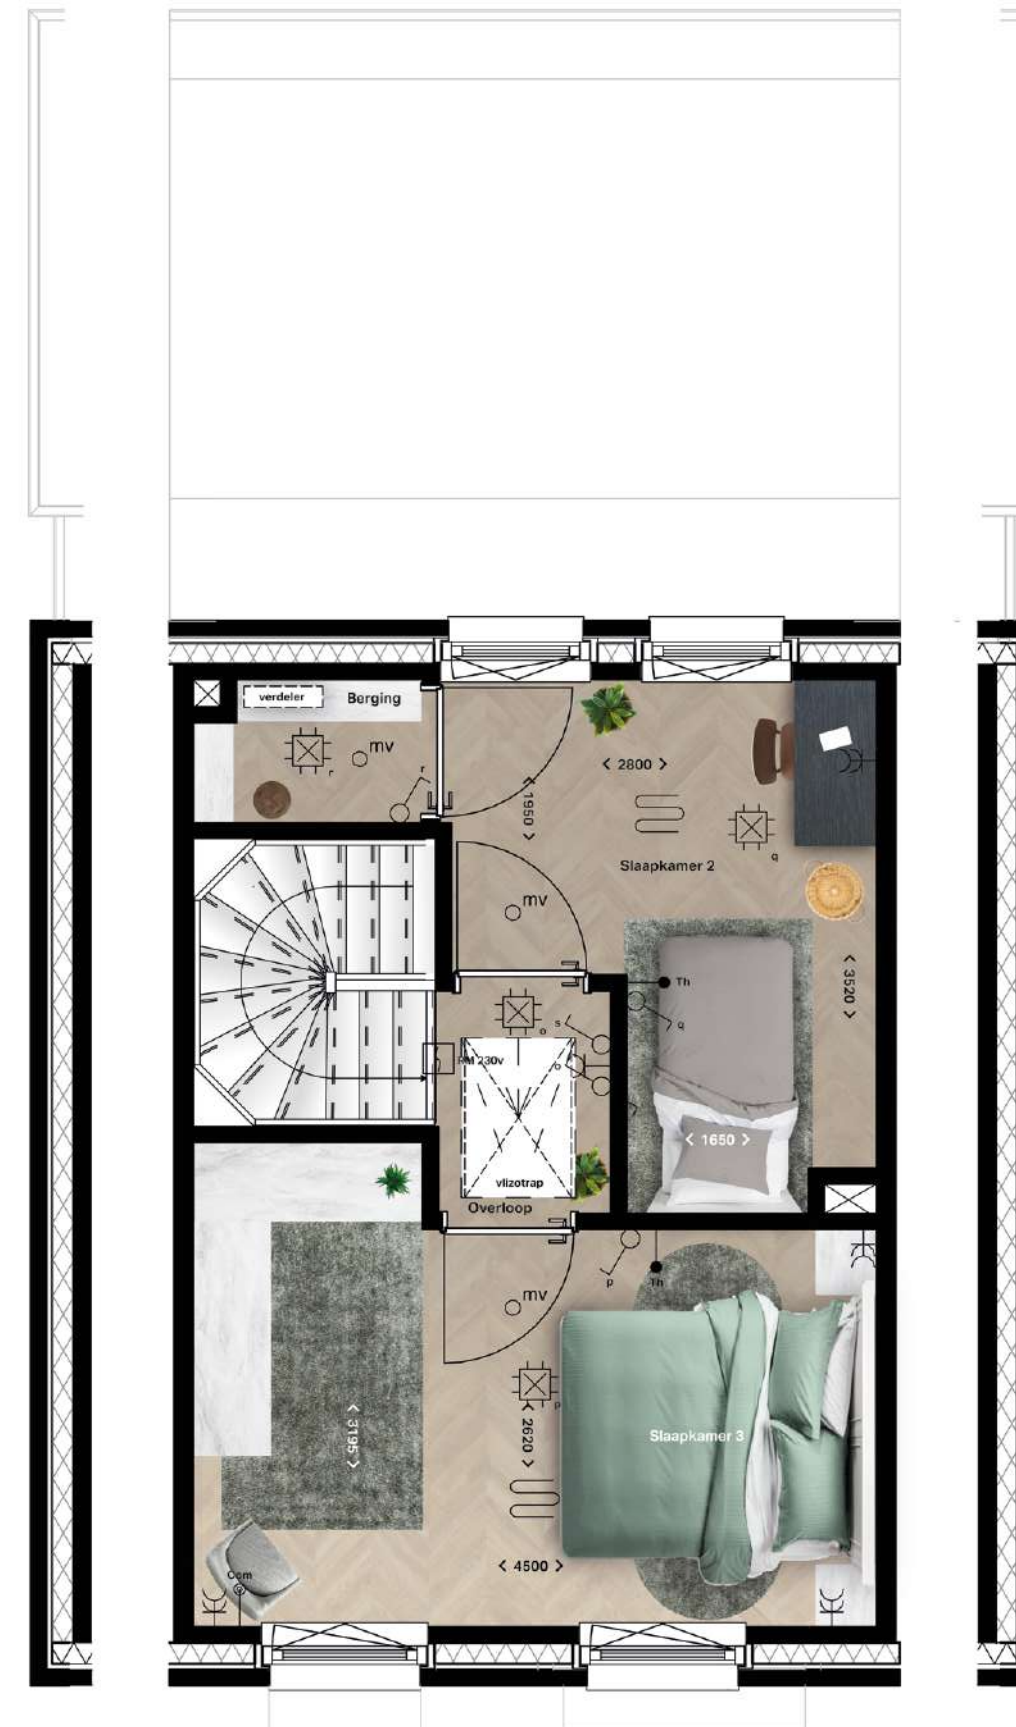 verdeler
Berging
mv
r
r
< 2800 >
< 1950 >
q
Slaapkamer 2
mv
< 3520 >
Th
q
o
s
RM 230v
o
< 1650 >
vlizotrap
Overloop
p
Th
mv
p
< 3195 >
< 2620 >
Slaapkamer 3
< 4500 >
Com